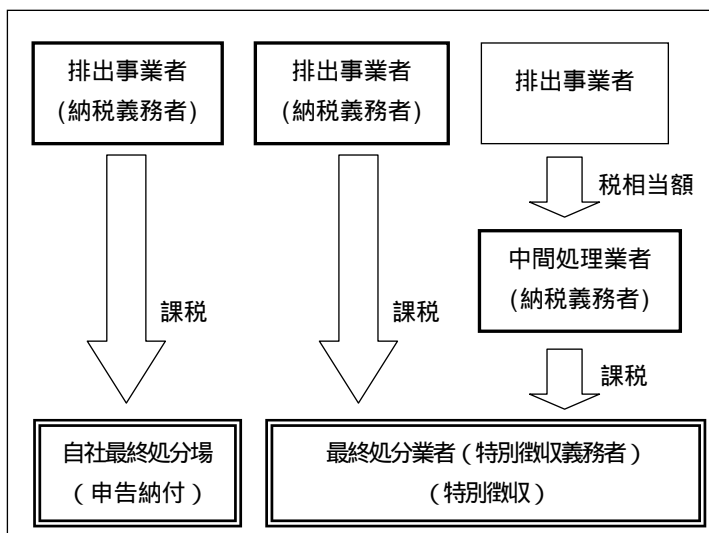 排出事業者
(納税義務者)
排出事業者
(納税義務者)
排出事業者
税相当額
中間処理業者
(納税義務者)
課税
課税
課税
自社最終処分場
（申告納付）
最終処分業者（特別徴収義務者）
（特別徴収）